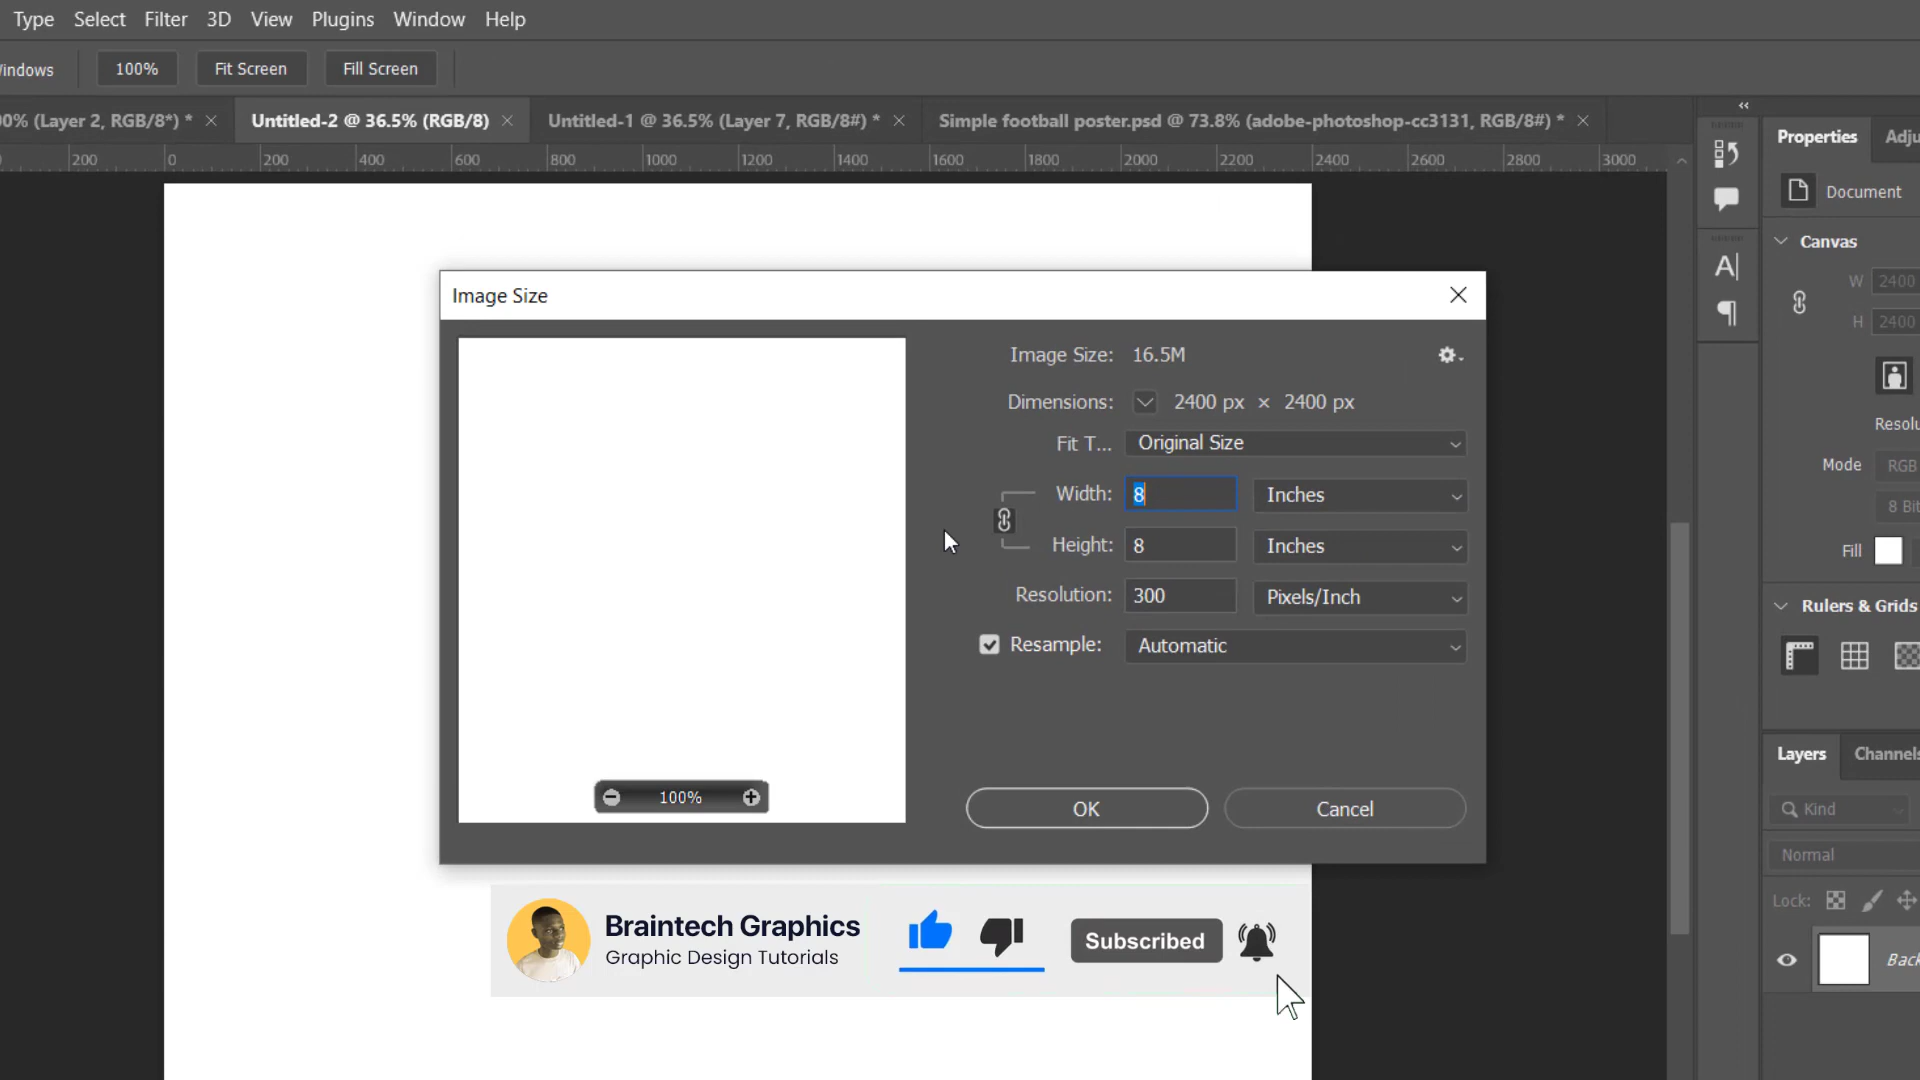 Type Select Filter 3D View Plugins Window Help
indows 100% Fit Screen Fill Screen
0% (Layer 2, RGB/8*) * × Untitled-2 @ 36.5% (RGB/8) × Untitled-1 @ 36.5% (Layer 7, RGB/8#) * × Simple football poster.psd @ 73.8% (adobe-photoshop-cc3131, RGB/8#) * ×
200 0 200 400 600 800 1000 1200 1400 1600 1800 2000 2200 2400 2600 2800 3000
Properties Adju
Document
Canvas
W 2400
H 2400
Resolu
Mode RGB
8 Bit
Fill
Rulers & Grids
Layers Channels
Kind
Normal
Lock:
Back
Image Size
Image Size: 16.5M
Dimensions: 2400 px × 2400 px
Fit T... Original Size
Width: 8 Inches
Height: 8 Inches
Resolution: 300 Pixels/Inch
Resample: Automatic
100%
OK Cancel
Braintech Graphics
Graphic Design Tutorials
Subscribed